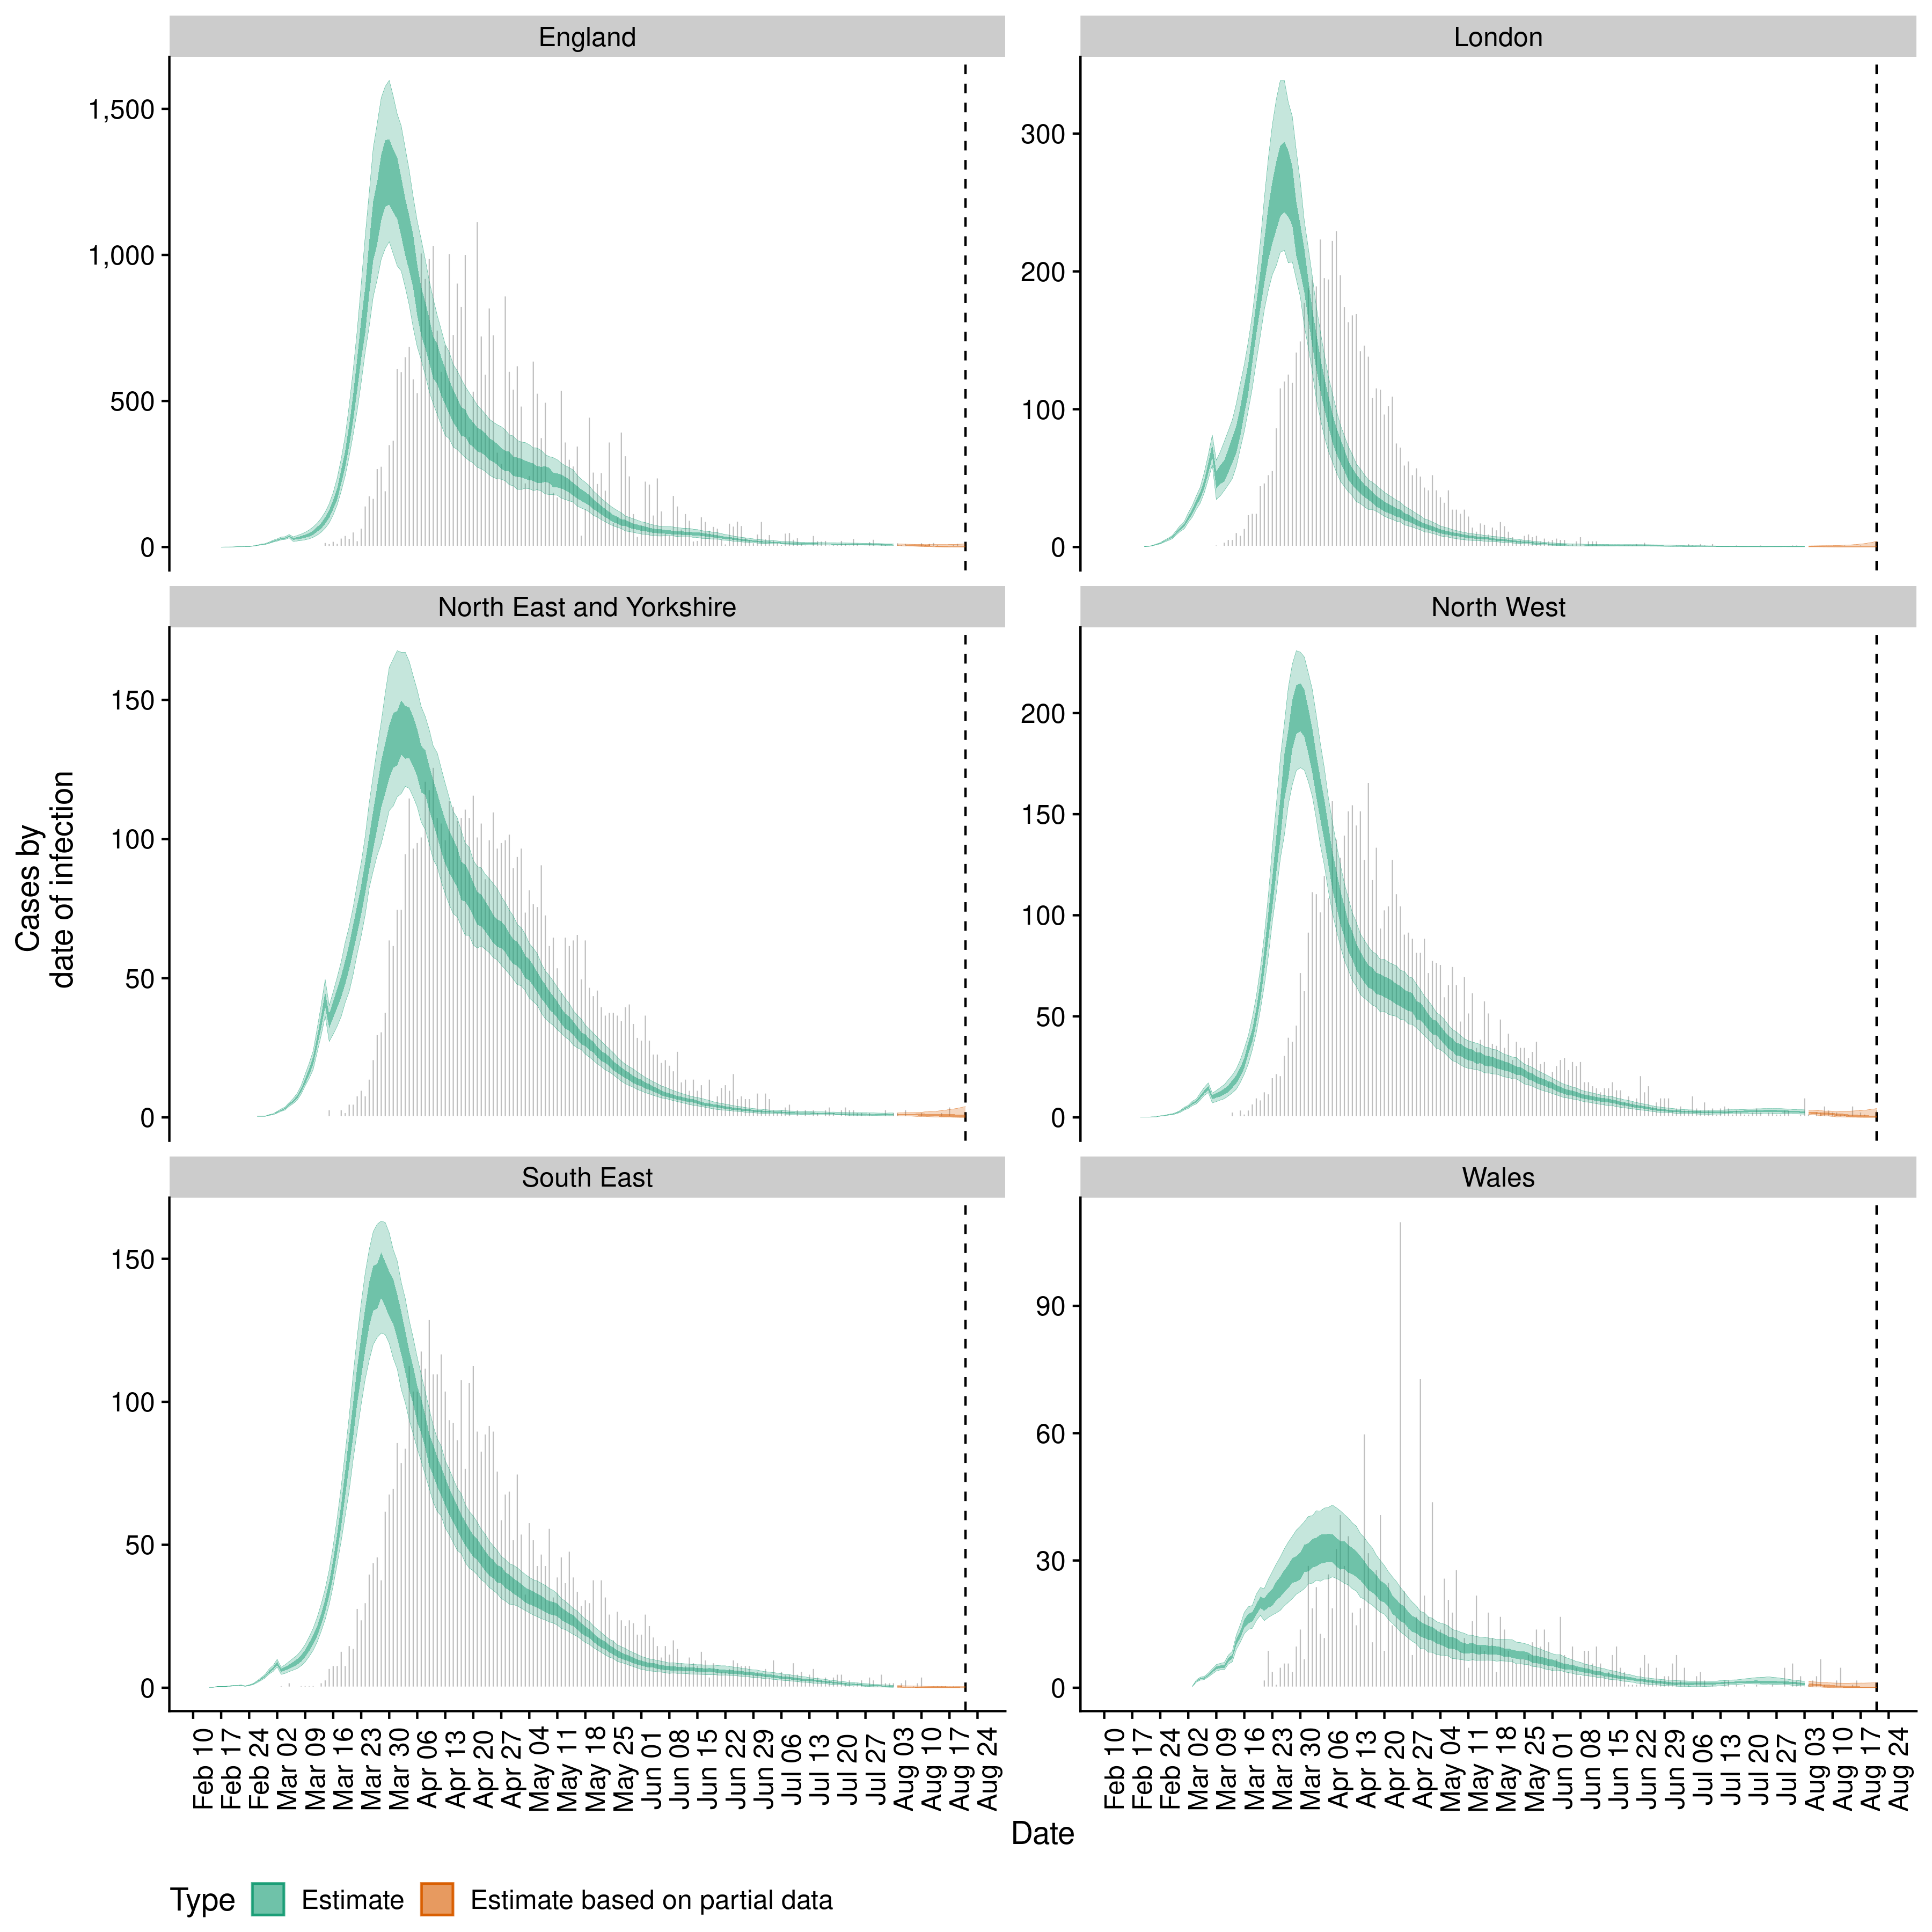 England
London
1,500
1,000
500
0
300
200
100
0
North East and Yorkshire
North West
150
100
50
0
200
150
100
50
0
Cases by
date of infection
South East
Wales
150
100
50
0
90
60
30
0
Feb 10
Feb 17
Feb 24
Mar 02
Mar 09
Mar 16
Mar 23
Mar 30
Apr 06
Apr 13
Apr 20
Apr 27
May 04
May 11
May 18
May 25
Jun 01
Jun 08
Jun 15
Jun 22
Jun 29
Jul 06
Jul 13
Jul 20
Jul 27
Aug 03
Aug 10
Aug 17
Aug 24
Feb 10
Feb 17
Feb 24
Mar 02
Mar 09
Mar 16
Mar 23
Mar 30
Apr 06
Apr 13
Apr 20
Apr 27
May 04
May 11
May 18
May 25
Jun 01
Jun 08
Jun 15
Jun 22
Jun 29
Jul 06
Jul 13
Jul 20
Jul 27
Aug 03
Aug 10
Aug 17
Aug 24
Date
Type Estimate Estimate based on partial data